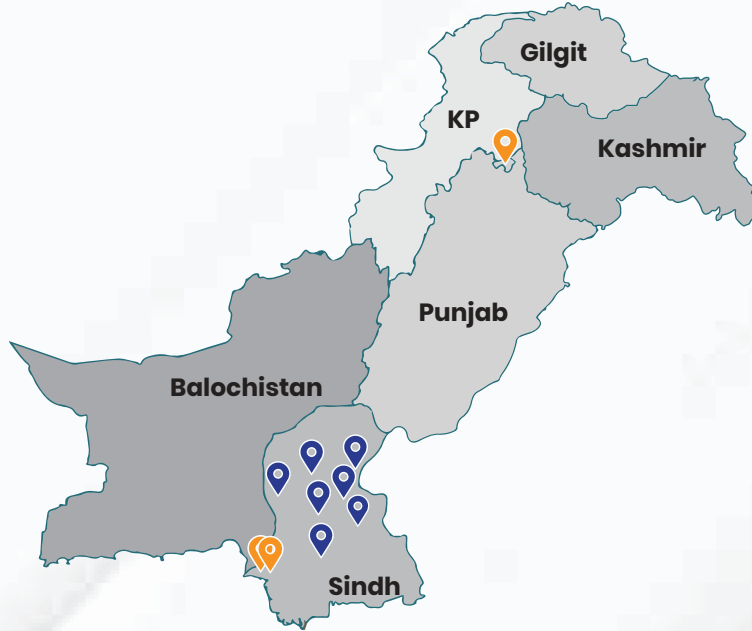 Gilgit
KP
Kashmir
Punjab
Balochistan
Sindh